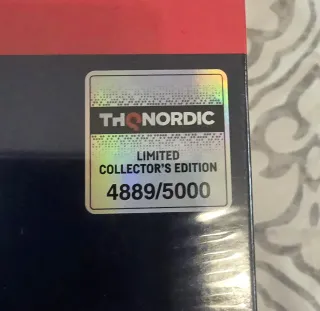 THQNORDIC
LIMITED
COLLECTOR'S EDITION
4889/5000